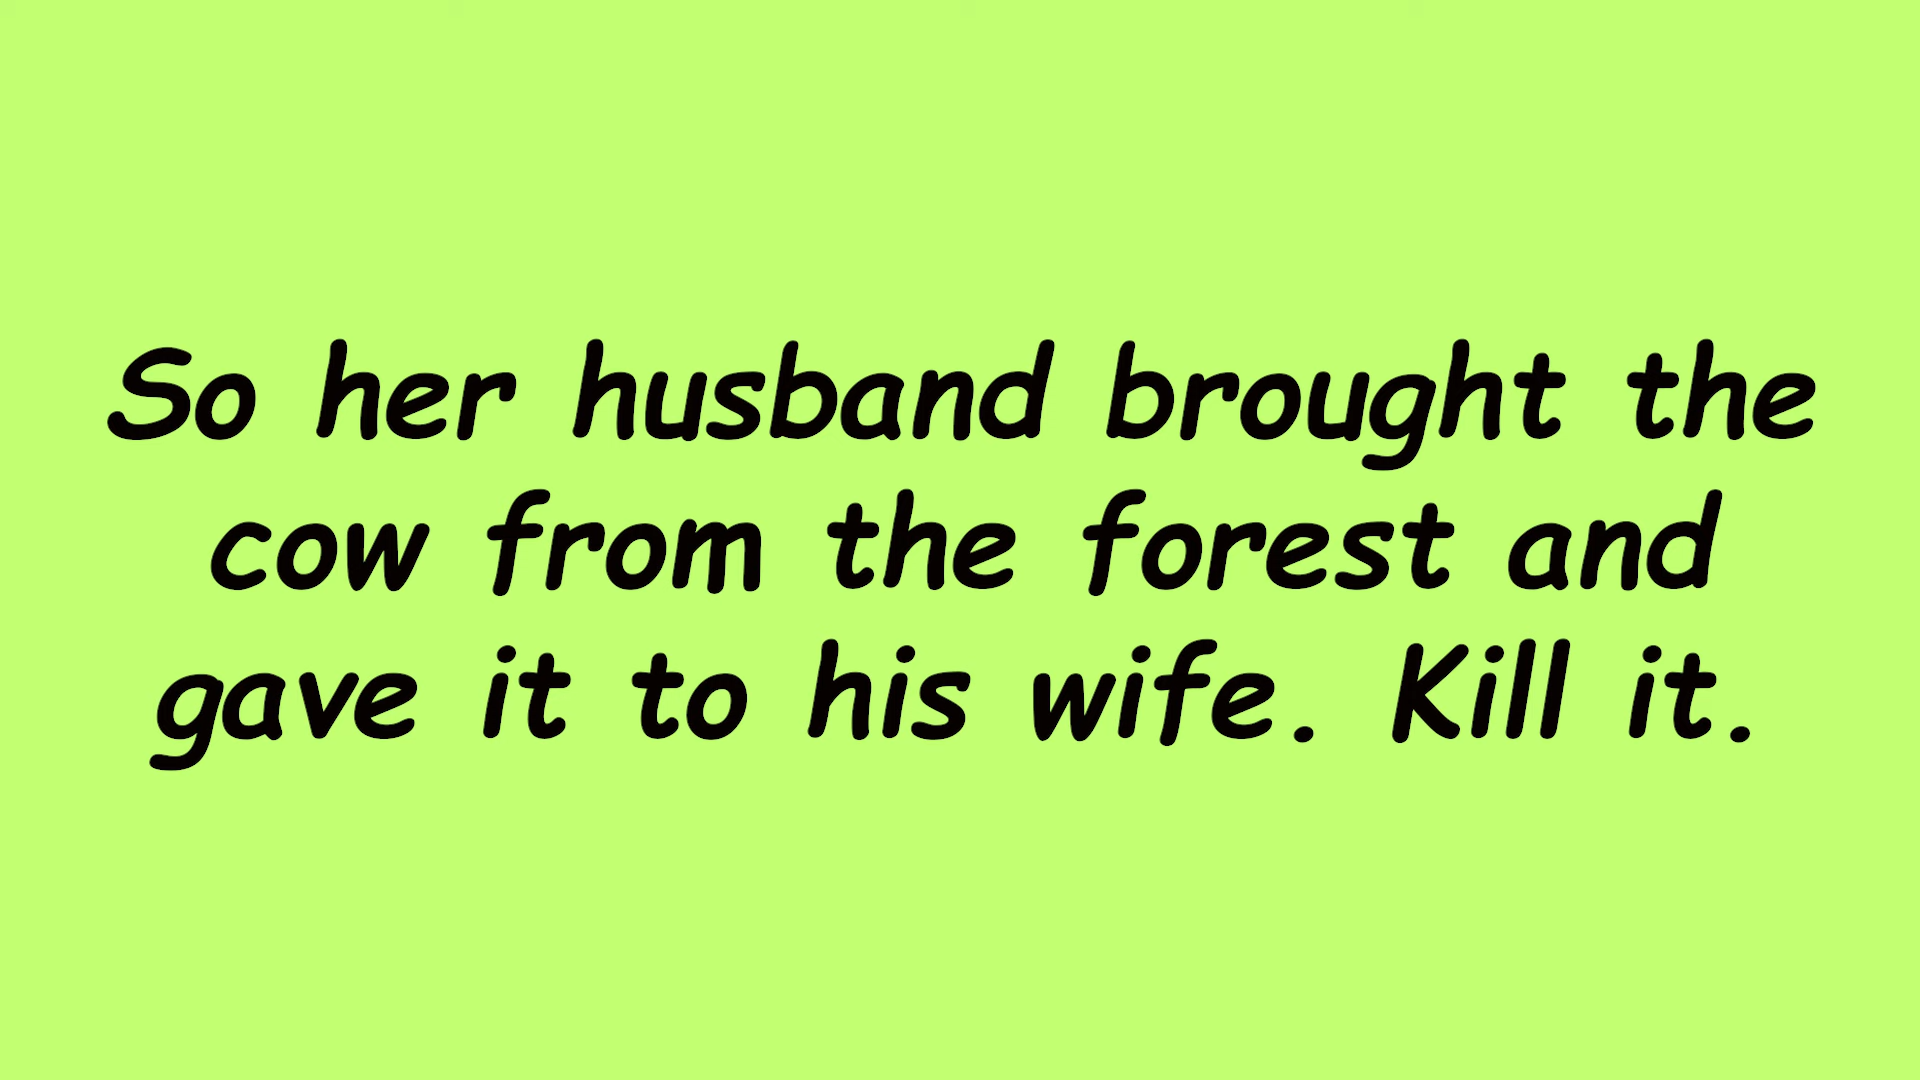 So her husband brought the
cow from the forest and
gave it to his wife. Kill it.